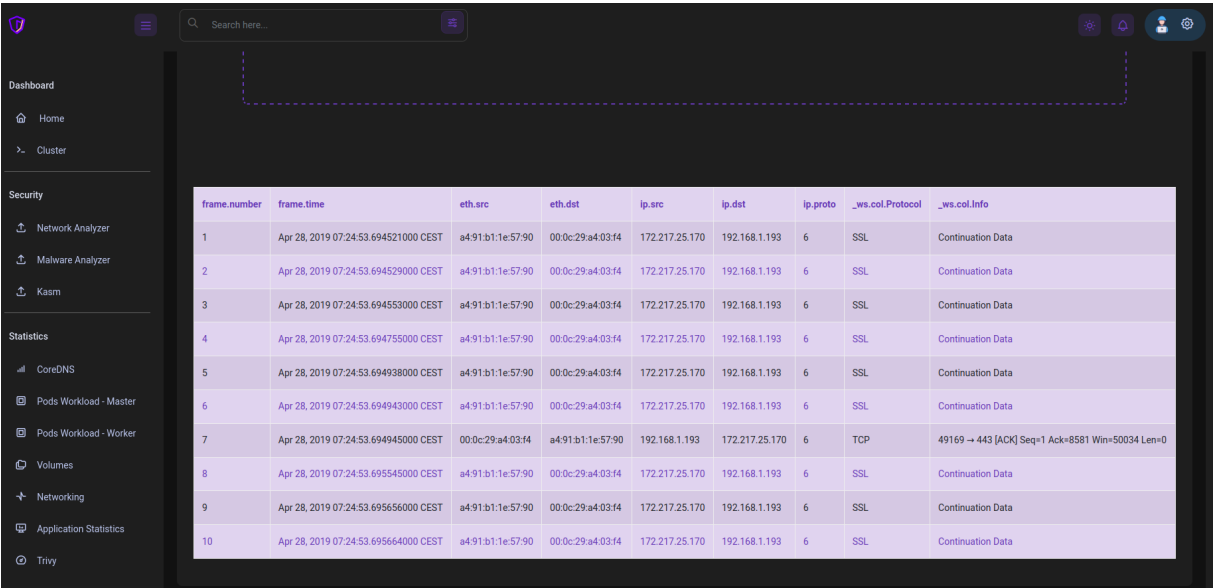 Search here...
Dashboard
Home
Cluster
Security
Network Analyzer
Malware Analyzer
Kasm
Statistics
CoreDNS
Pods Workload - Master
Pods Workload - Worker
Volumes
Networking
Application Statistics
Trivy
frame.number frame.time eth.src eth.dst ip.src ip.dst ip.proto _ws.col.Protocol _ws.col.Info
1 Apr 28, 2019 07:24:53.694521000 CEST a4:91:b1:1e:57:90 00:0c:29:a4:03:f4 172.217.25.170 192.168.1.193 6 SSL Continuation Data
2 Apr 28, 2019 07:24:53.694529000 CEST a4:91:b1:1e:57:90 00:0c:29:a4:03:f4 172.217.25.170 192.168.1.193 6 SSL Continuation Data
3 Apr 28, 2019 07:24:53.694553000 CEST a4:91:b1:1e:57:90 00:0c:29:a4:03:f4 172.217.25.170 192.168.1.193 6 SSL Continuation Data
4 Apr 28, 2019 07:24:53.694755000 CEST a4:91:b1:1e:57:90 00:0c:29:a4:03:f4 172.217.25.170 192.168.1.193 6 SSL Continuation Data
5 Apr 28, 2019 07:24:53.694938000 CEST a4:91:b1:1e:57:90 00:0c:29:a4:03:f4 172.217.25.170 192.168.1.193 6 SSL Continuation Data
6 Apr 28, 2019 07:24:53.694943000 CEST a4:91:b1:1e:57:90 00:0c:29:a4:03:f4 172.217.25.170 192.168.1.193 6 SSL Continuation Data
7 Apr 28, 2019 07:24:53.694945000 CEST 00:0c:29:a4:03:f4 a4:91:b1:1e:57:90 192.168.1.193 172.217.25.170 6 TCP 49169 → 443 [ACK] Seq=1 Ack=8581 Win=50034 Len=0
8 Apr 28, 2019 07:24:53.695545000 CEST a4:91:b1:1e:57:90 00:0c:29:a4:03:f4 172.217.25.170 192.168.1.193 6 SSL Continuation Data
9 Apr 28, 2019 07:24:53.695656000 CEST a4:91:b1:1e:57:90 00:0c:29:a4:03:f4 172.217.25.170 192.168.1.193 6 SSL Continuation Data
10 Apr 28, 2019 07:24:53.695664000 CEST a4:91:b1:1e:57:90 00:0c:29:a4:03:f4 172.217.25.170 192.168.1.193 6 SSL Continuation Data